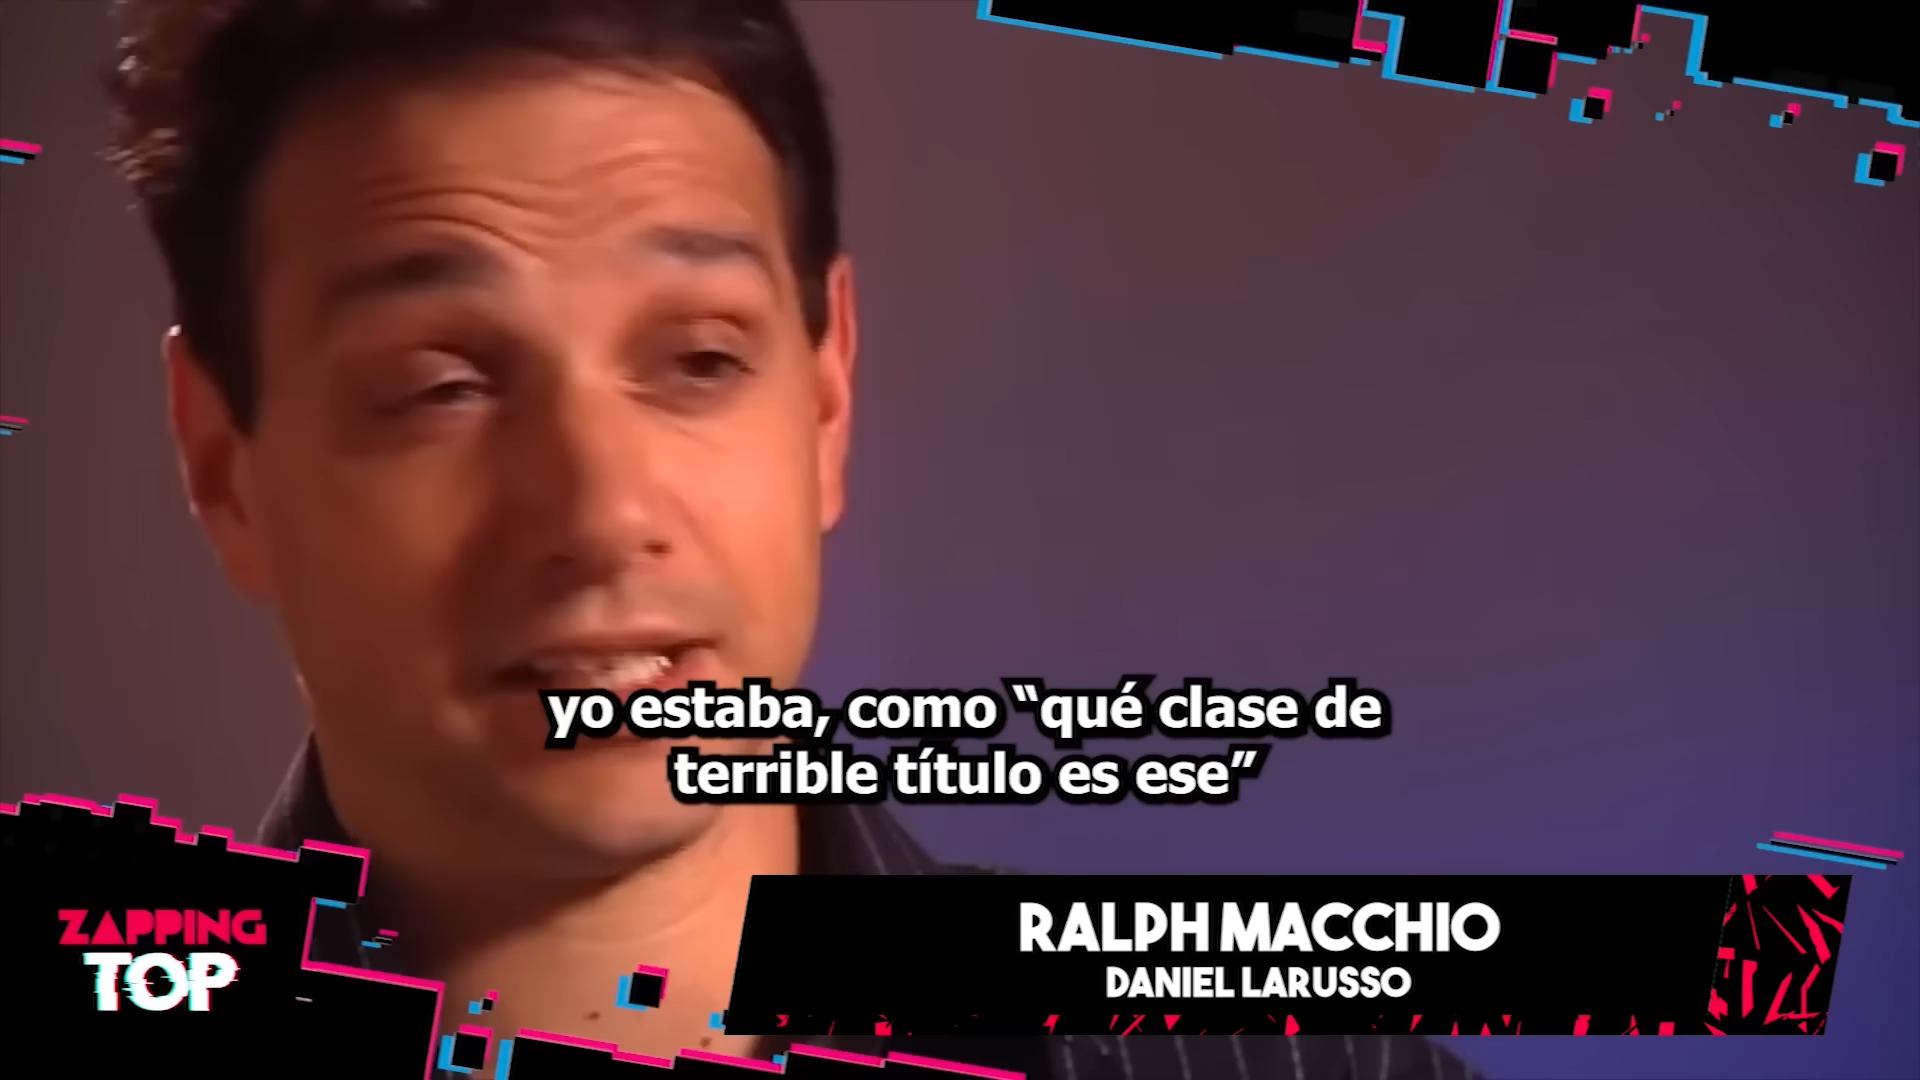 yo estaba, como “qué clase de
terrible título es ese”
RALPH MACCHIO
DANIEL LARUSSO
ZAPPING
TOP